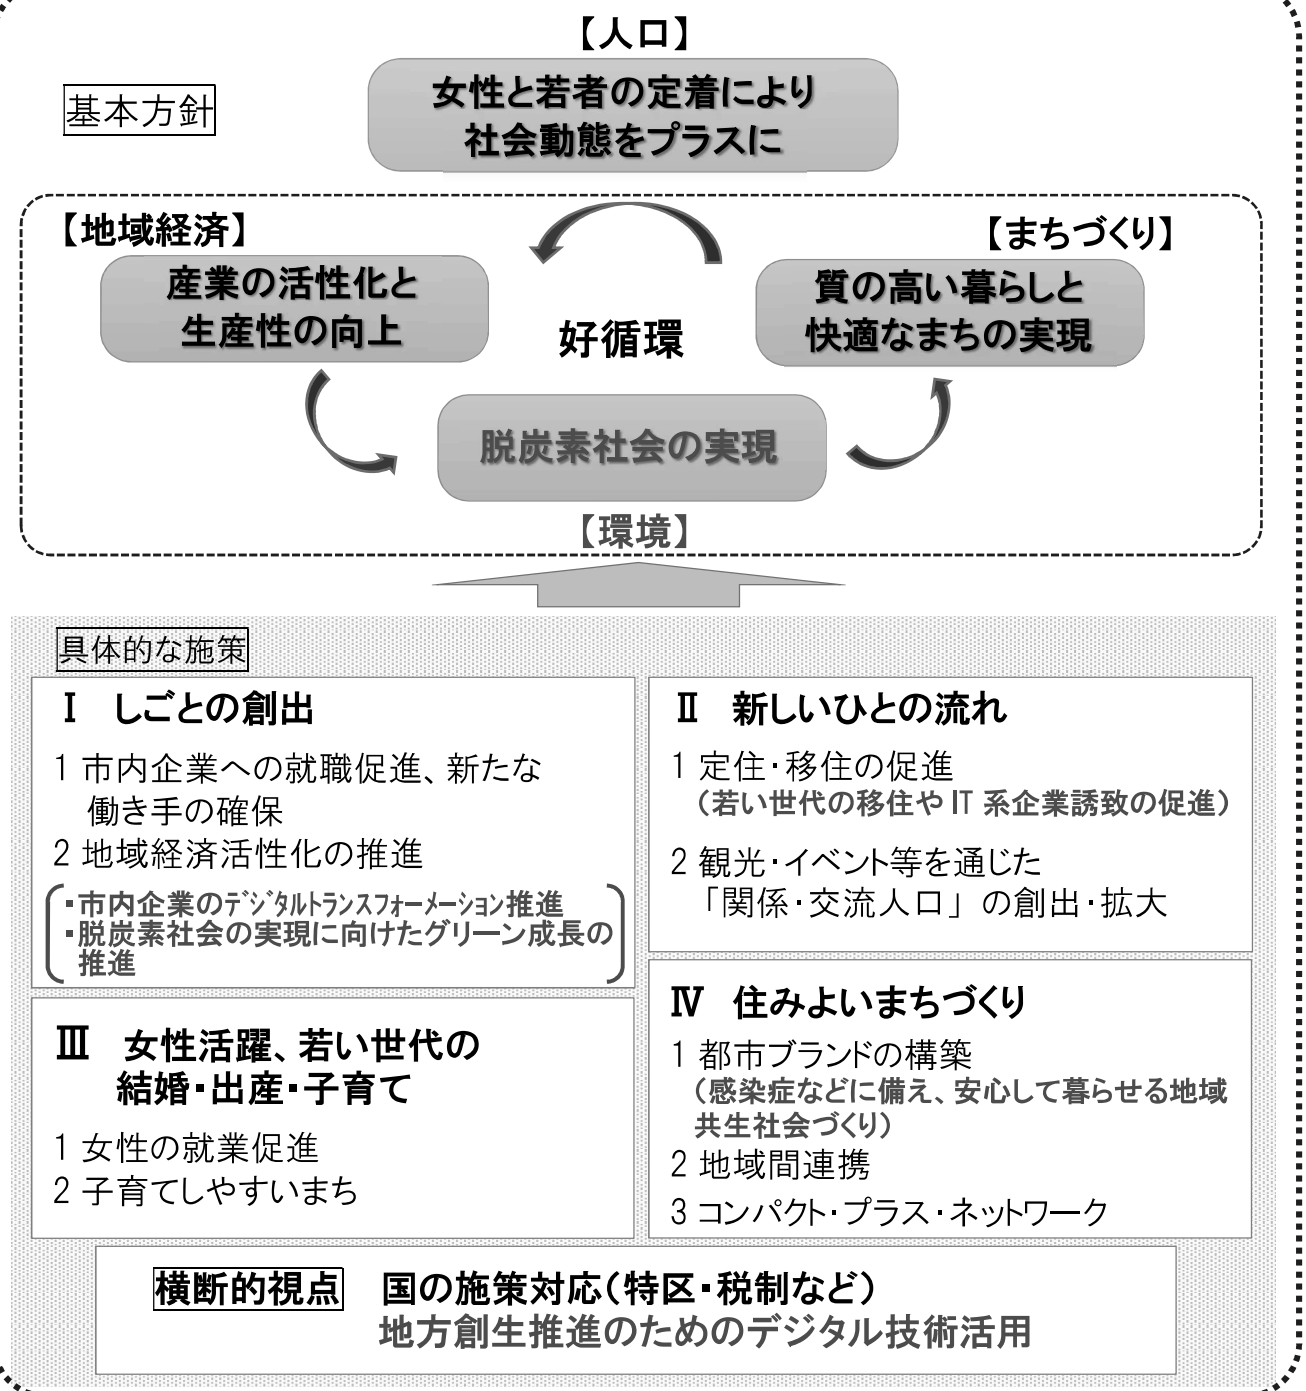 【人口】
基本方針
女性と若者の定着により
社会動態をプラスに
【地域経済】
産業の活性化と
生産性の向上
【まちづくり】
質の高い暮らしと
快適なまちの実現
好循環
脱炭素社会の実現
【環境】
具体的な施策
Ⅰ しごとの創出
1 市内企業への就職促進、新たな
働き手の確保
2 地域経済活性化の推進
・市内企業のデジタルトランスフォーメーション推進
・脱炭素社会の実現に向けたグリーン成長の
推進
Ⅱ 新しいひとの流れ
1 定住・移住の促進
（若い世代の移住や IT 系企業誘致の促進）
2 観光・イベント等を通じた
「関係・交流人口」の創出・拡大
Ⅲ 女性活躍、若い世代の
結婚・出産・子育て
1 女性の就業促進
2 子育てしやすいまち
Ⅳ 住みよいまちづくり
1 都市ブランドの構築
（感染症などに備え、安心して暮らせる地域
共生社会づくり）
2 地域間連携
3 コンパクト・プラス・ネットワーク
横断的視点 国の施策対応（特区・税制など）
地方創生推進のためのデジタル技術活用